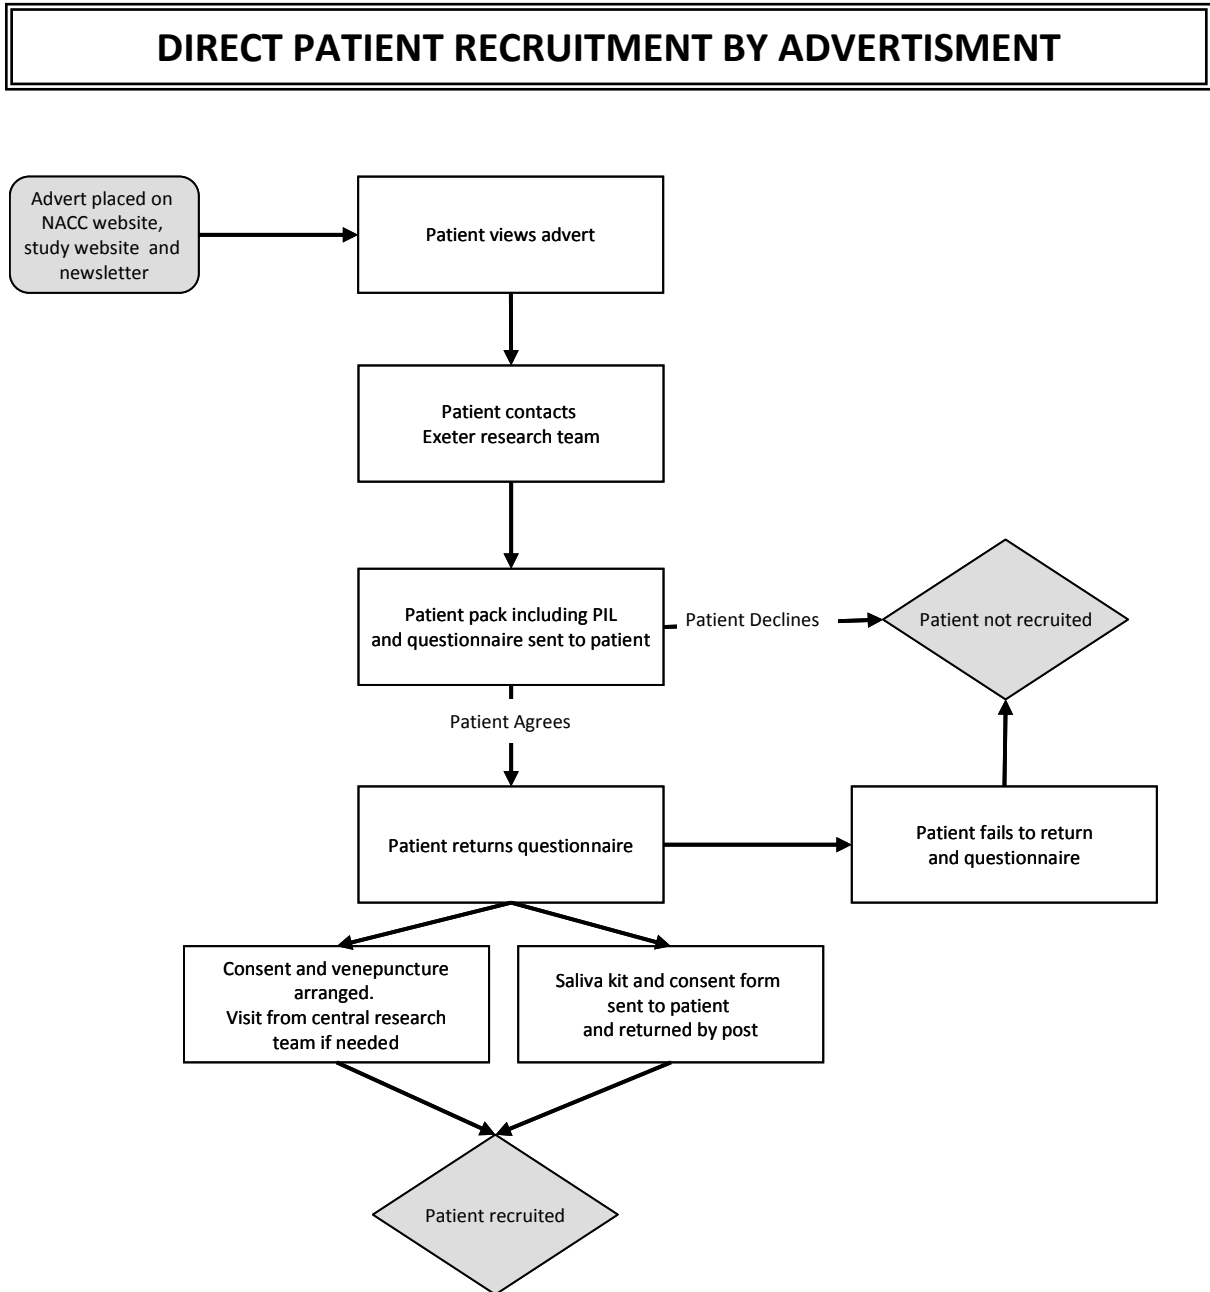 DIRECT PATIENT RECRUITMENT BY ADVERTISMENT
Advert placed on
NACC website,
study website and
newsletter
Patient views advert
Patient contacts
Exeter research team
Patient pack including PIL
and questionnaire sent to patient
Patient Declines
Patient not recruited
Patient Agrees
Patient returns questionnaire
Patient fails to return
and questionnaire
Consent and venepuncture
arranged.
Visit from central research
team if needed
Saliva kit and consent form
sent to patient
and returned by post
Patient recruited